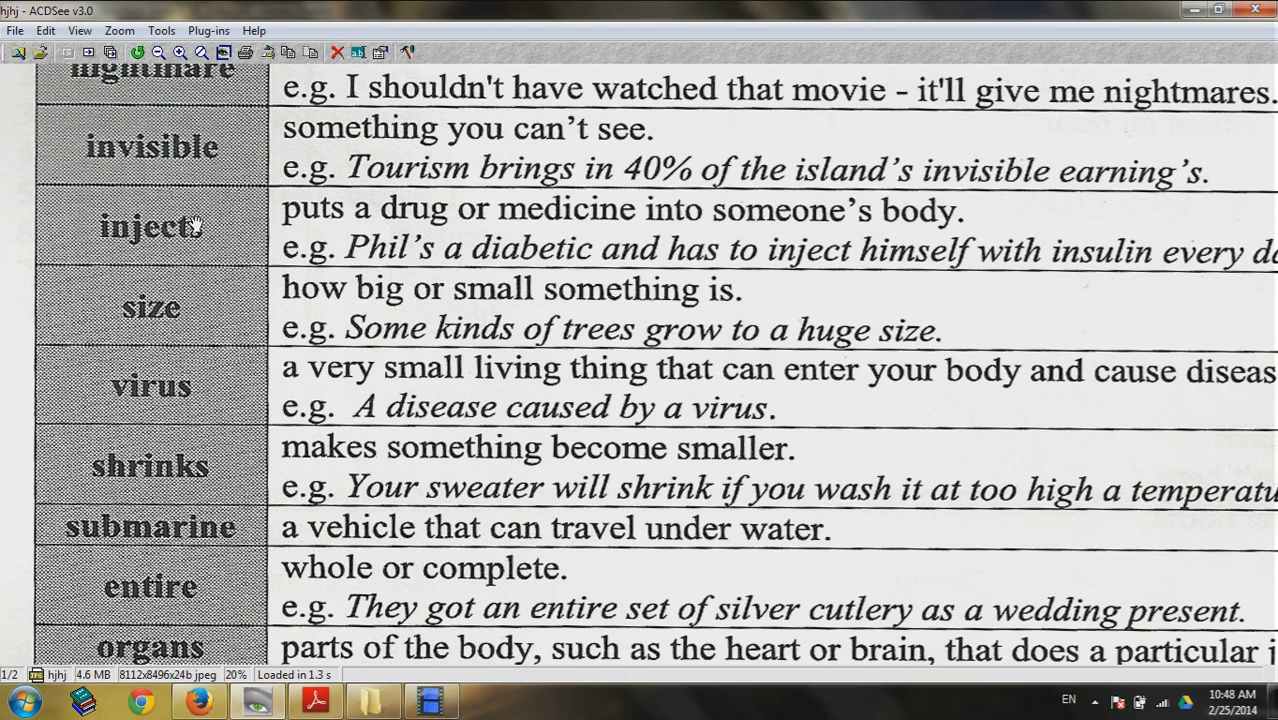 hjhj - ACDSee v3.0
File Edit View Zoom Tools Plug-ins Help
nightmare
e.g. I shouldn't have watched that movie - it'll give me nightmares.
invisible
something you can't see.
e.g. Tourism brings in 40% of the island's invisible earning's.
injects
puts a drug or medicine into someone's body.
e.g. Phil's a diabetic and has to inject himself with insulin every da
size
how big or small something is.
e.g. Some kinds of trees grow to a huge size.
virus
a very small living thing that can enter your body and cause diseas
e.g. A disease caused by a virus.
shrinks
makes something become smaller.
e.g. Your sweater will shrink if you wash it at too high a temperatu
submarine
a vehicle that can travel under water.
entire
whole or complete.
e.g. They got an entire set of silver cutlery as a wedding present.
organs
parts of the body, such as the heart or brain, that does a particular j
1/2 hjhj 4.6 MB 8112x8496x24b jpeg 20% Loaded in 1.3 s
EN 10:48 AM
2/25/2014